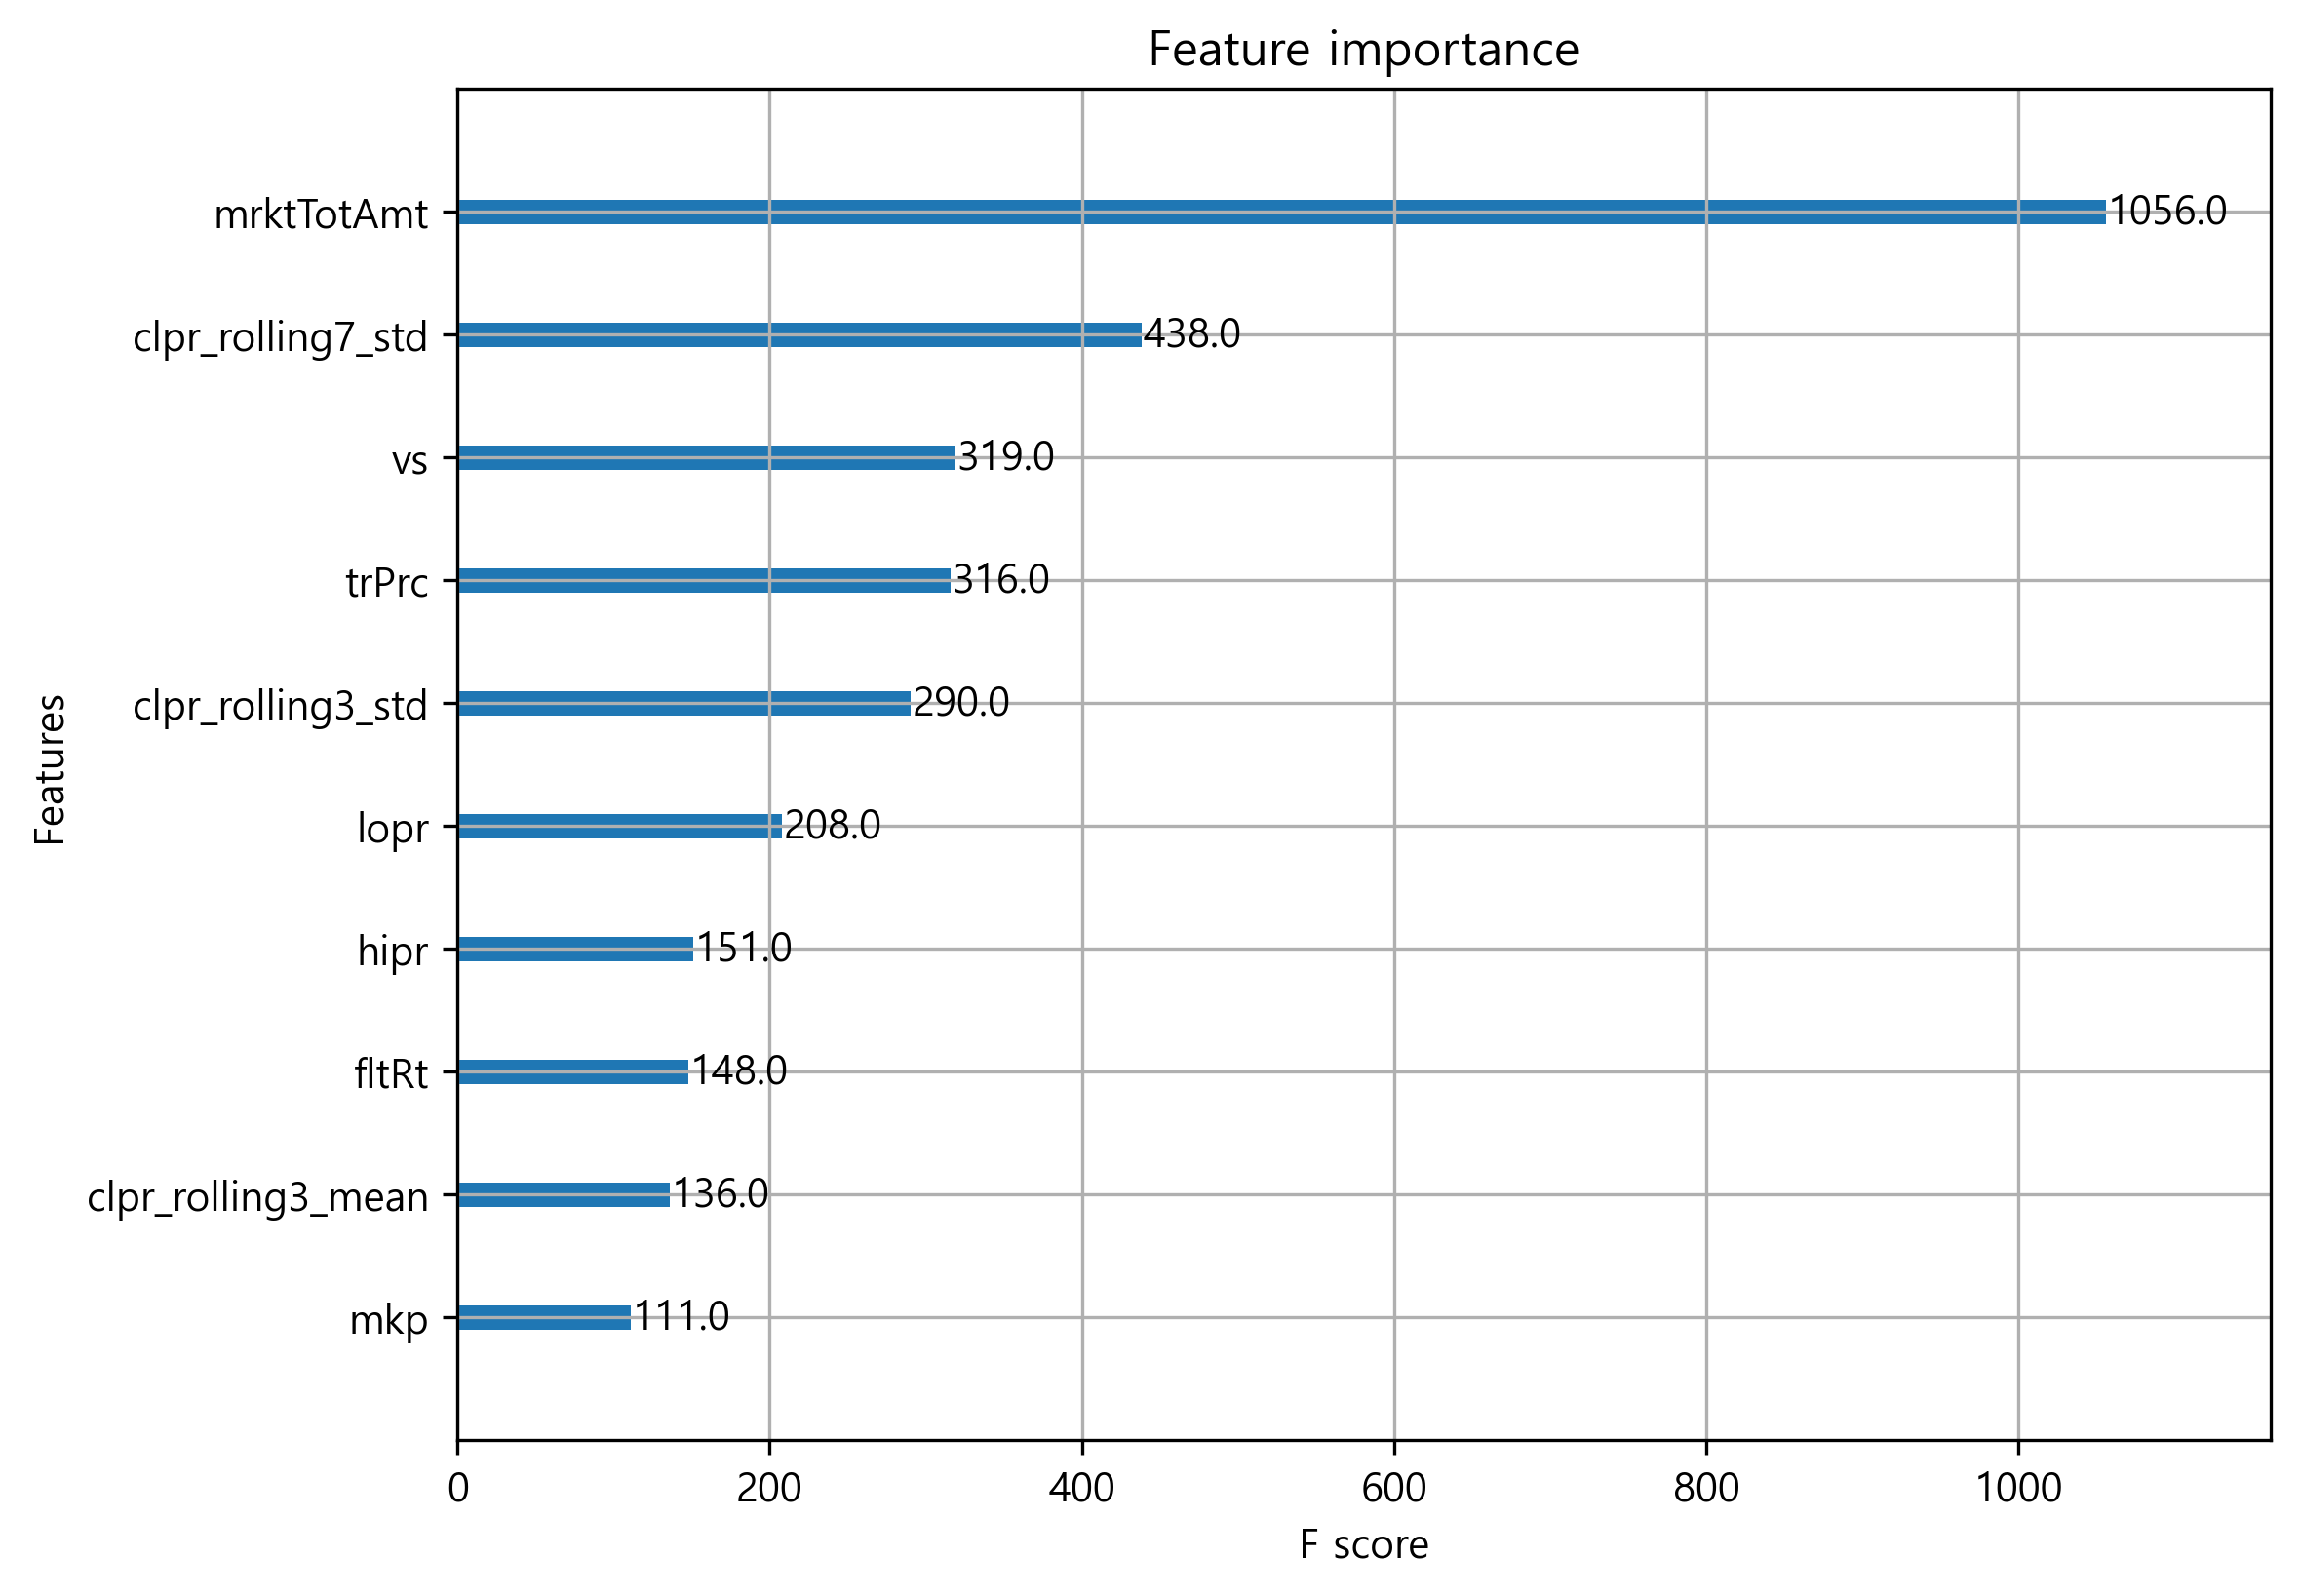 Feature importance
mrktTotAmt 1056.0
clpr_rolling7_std 438.0
vs 319.0
trPrc 316.0
clpr_rolling3_std 290.0
lopr 208.0
hipr 151.0
fltRt 148.0
clpr_rolling3_mean 136.0
mkp 111.0
Features
0 200 400 600 800 1000
F score